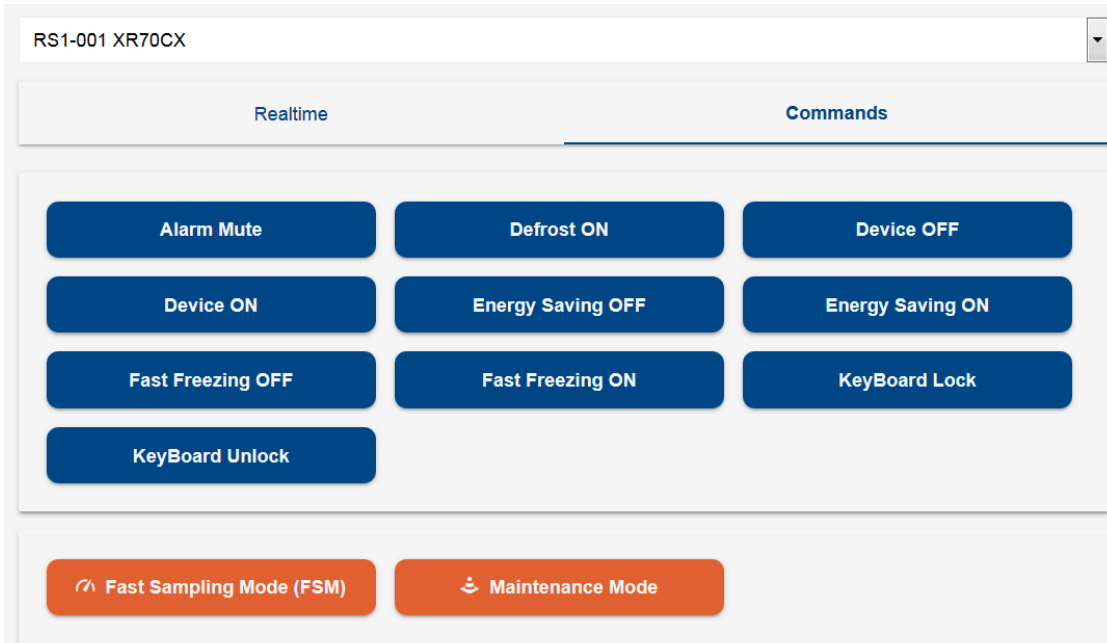 RS1-001 XR70CX
Realtime Commands
Alarm Mute Defrost ON Device OFF
Device ON Energy Saving OFF Energy Saving ON
Fast Freezing OFF Fast Freezing ON KeyBoard Lock
KeyBoard Unlock
Fast Sampling Mode (FSM) Maintenance Mode